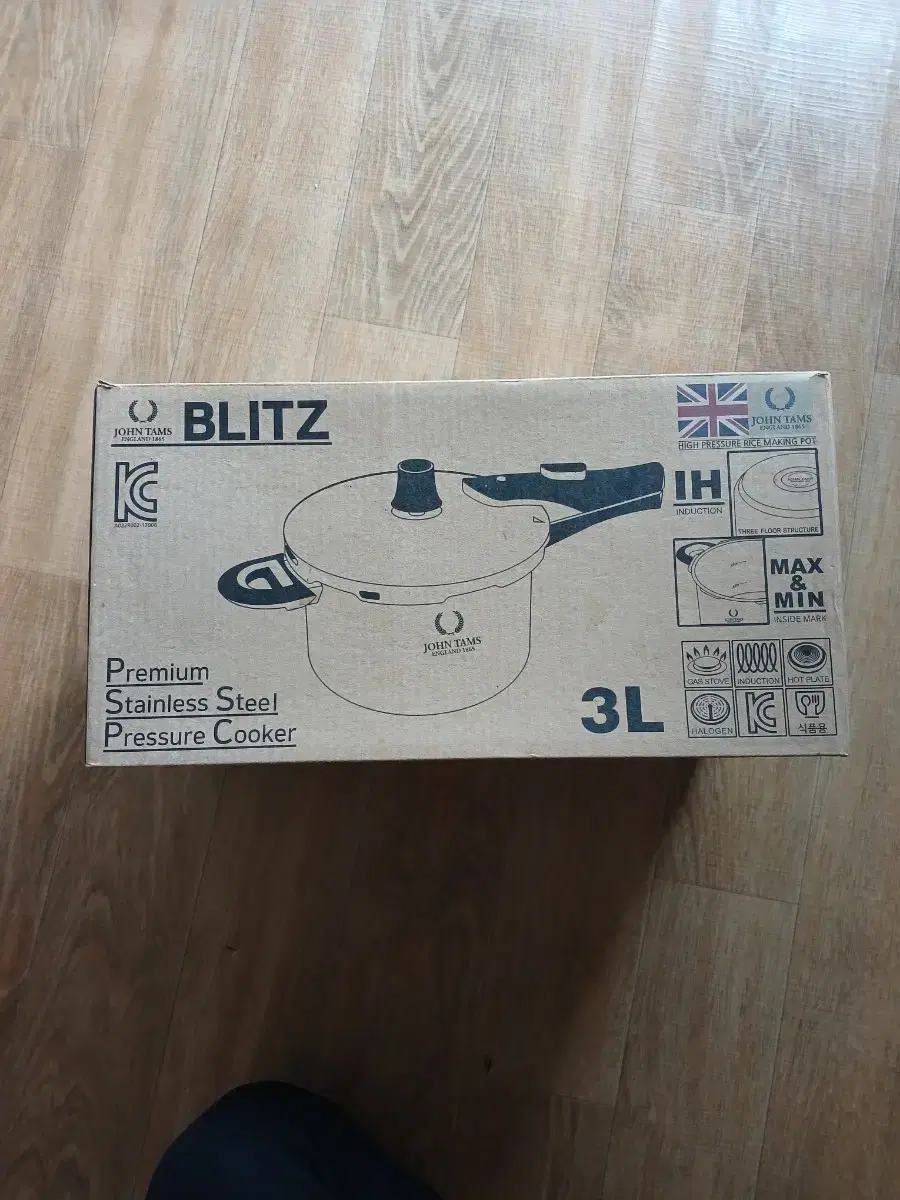 JOHN TAMS
ENGLAND 1865
BLITZ
JOHN TAMS
ENGLAND 1865
HIGH PRESSURE RICE MAKING POT
IH
INDUCTION
THREE FLOOR STRUCTURE
MAX
&
MIN
INSIDE MARK
JOHN TAMS
ENGLAND 1865
Premium
Stainless Steel
Pressure Cooker
3L
GAS STOVE
INDUCTION
HOT PLATE
HALOGEN
식품용